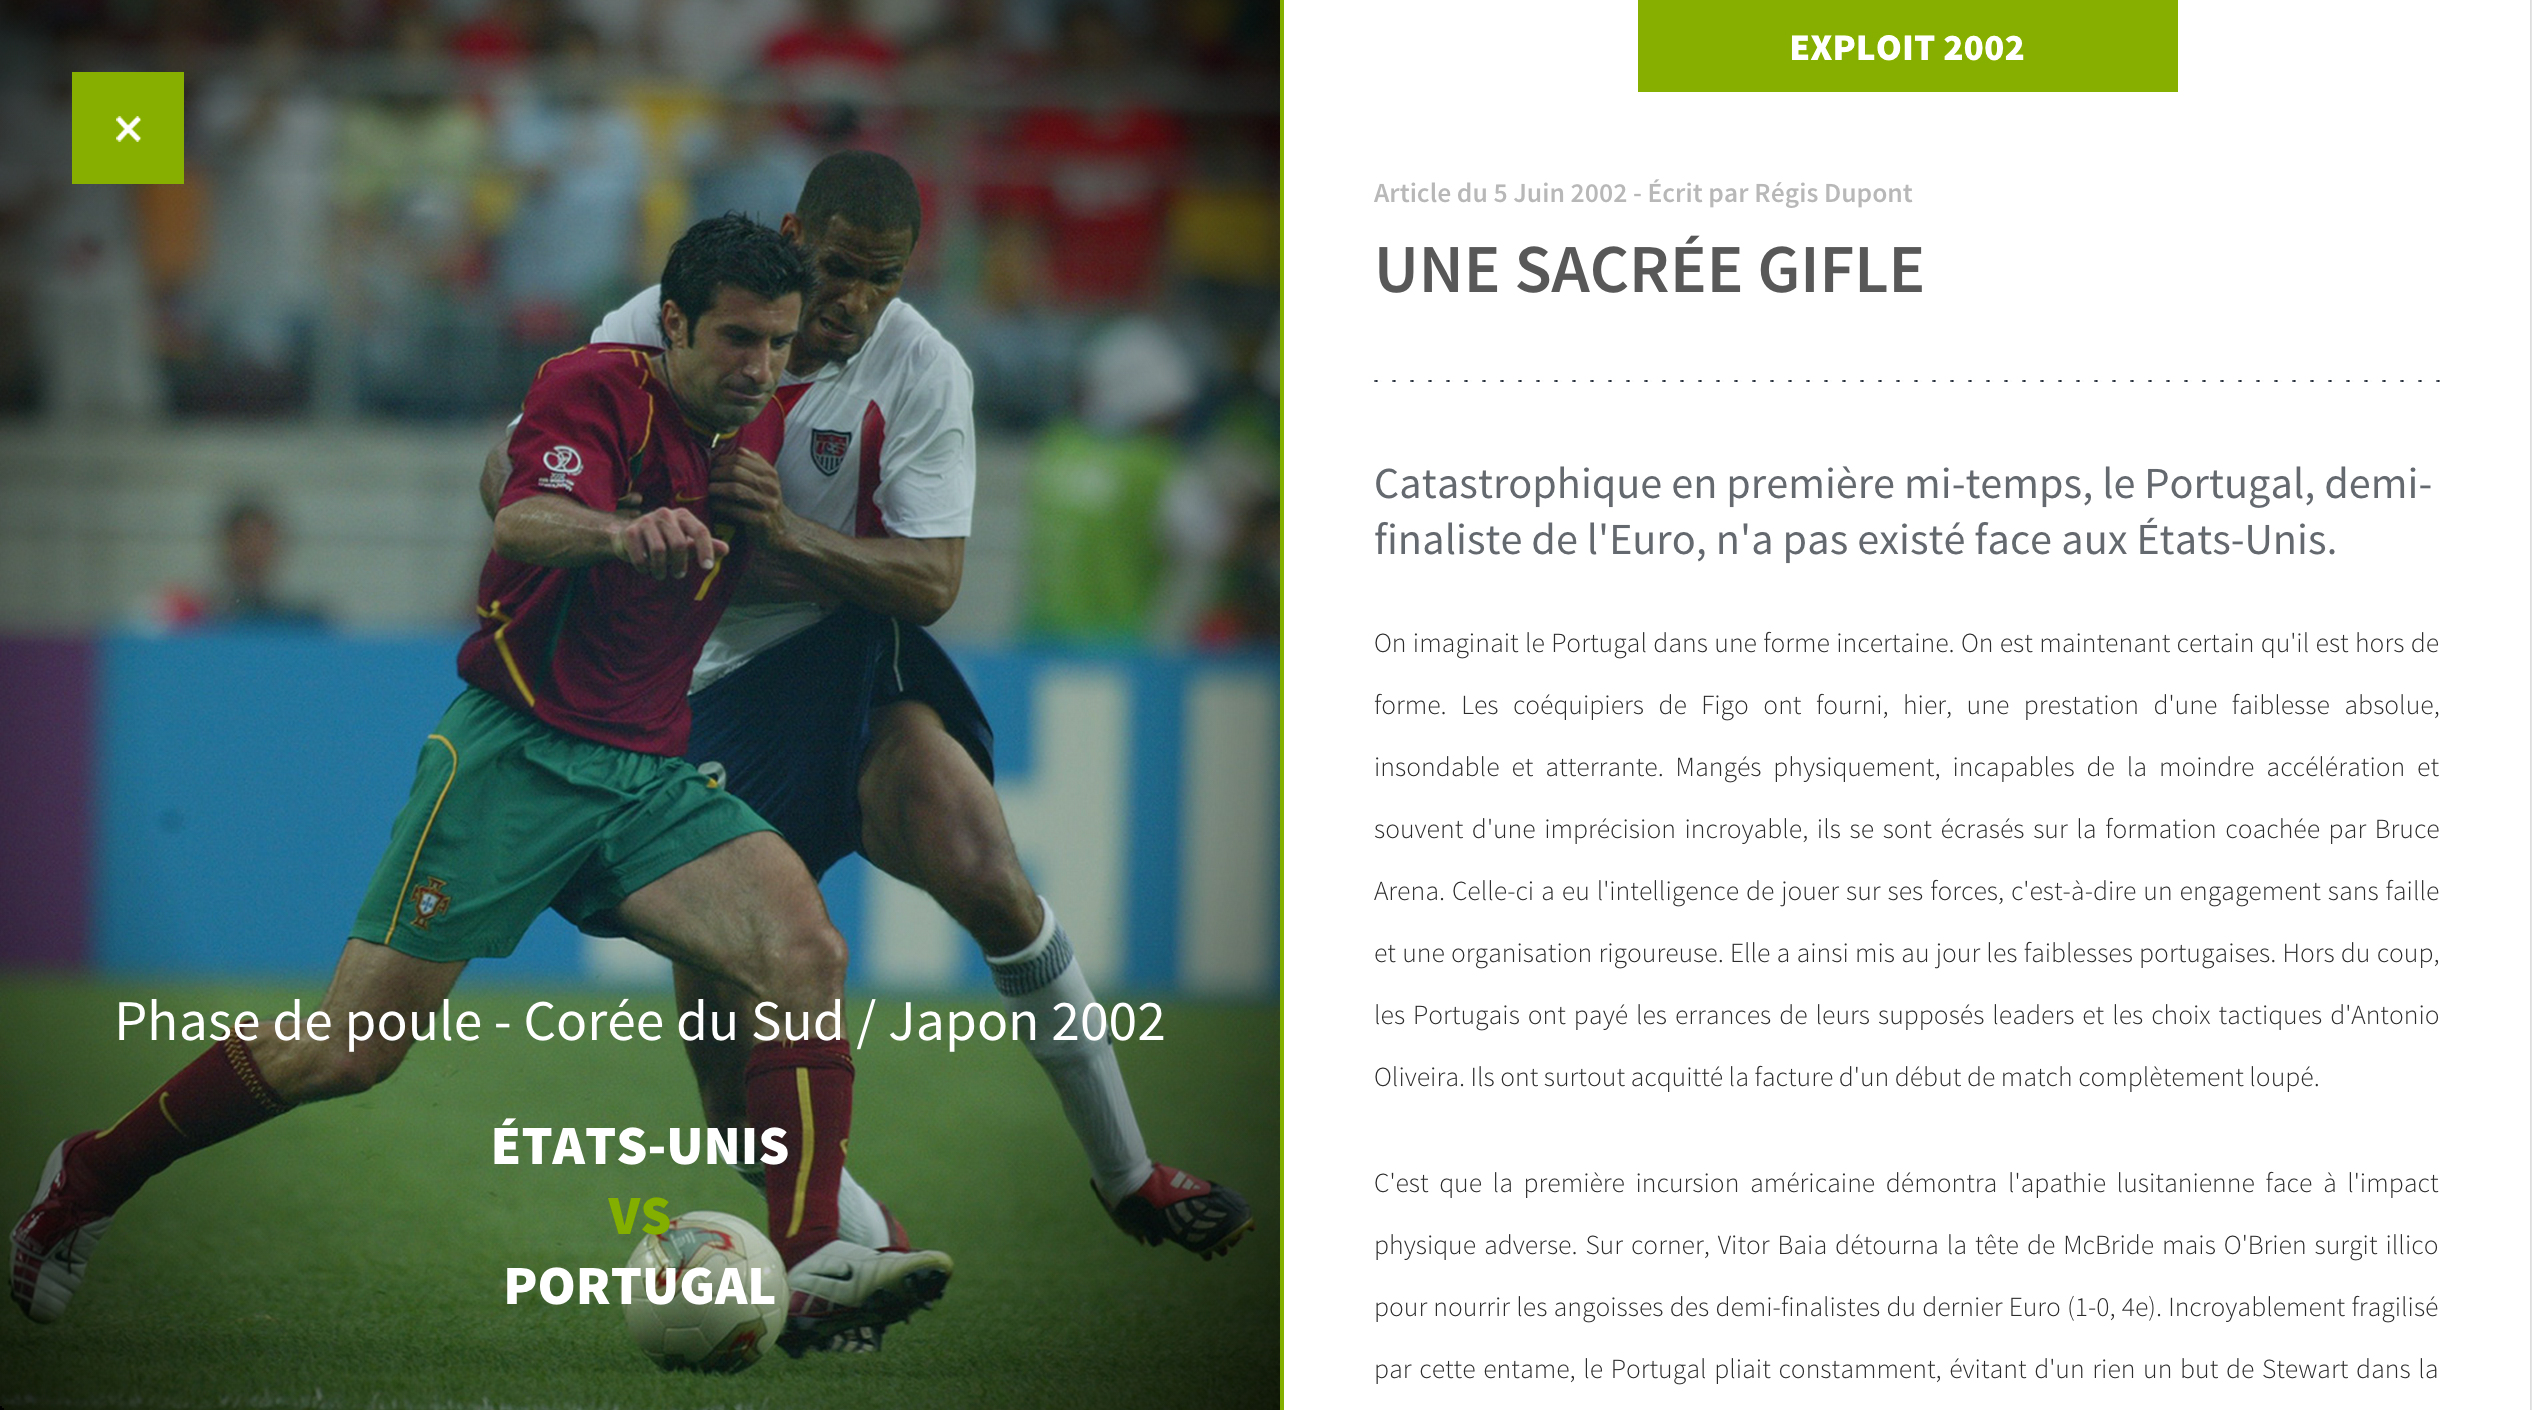 ×
Phase de poule - Corée du Sud / Japon 2002
ÉTATS-UNIS
VS
PORTUGAL
EXPLOIT 2002
Article du 5 Juin 2002 - Écrit par Régis Dupont
UNE SACRÉE GIFLE
Catastrophique en première mi-temps, le Portugal, demi-
finaliste de l'Euro, n'a pas existé face aux États-Unis.
On imaginait le Portugal dans une forme incertaine. On est maintenant certain qu'il est hors de
forme. Les coéquipiers de Figo ont fourni, hier, une prestation d'une faiblesse absolue,
insondable et atterrante. Mangés physiquement, incapables de la moindre accélération et
souvent d'une imprécision incroyable, ils se sont écrasés sur la formation coachée par Bruce
Arena. Celle-ci a eu l'intelligence de jouer sur ses forces, c'est-à-dire un engagement sans faille
et une organisation rigoureuse. Elle a ainsi mis au jour les faiblesses portugaises. Hors du coup,
les Portugais ont payé les errances de leurs supposés leaders et les choix tactiques d'Antonio
Oliveira. Ils ont surtout acquitté la facture d'un début de match complètement loupé.
C'est que la première incursion américaine démontra l'apathie lusitanienne face à l'impact
physique adverse. Sur corner, Vitor Baia détourna la tête de McBride mais O'Brien surgit illico
pour nourrir les angoisses des demi-finalistes du dernier Euro (1-0, 4e). Incroyablement fragilisé
par cette entame, le Portugal pliait constamment, évitant d'un rien un but de Stewart dans la